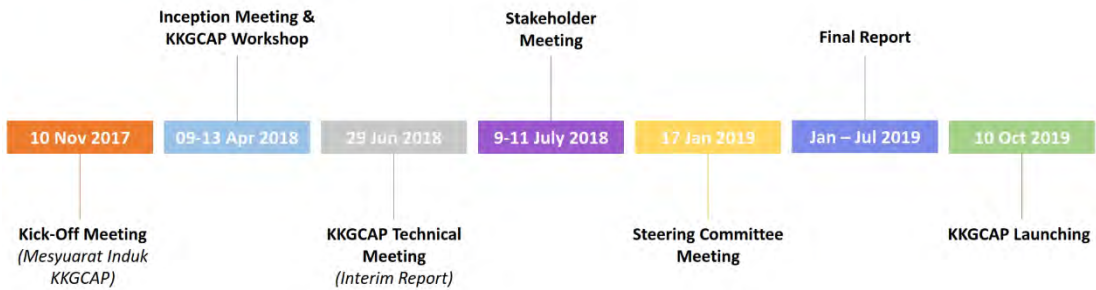 Inception Meeting &
KKGCAP Workshop
Stakeholder
Meeting
Final Report
10 Nov 2017
09-13 Apr 2018
29 Jun 2018
9-11 July 2018
17 Jan 2019
Jan – Jul 2019
10 Oct 2019
Kick-Off Meeting
(Mesyuarat Induk
KKGCAP)
KKGCAP Technical
Meeting
(Interim Report)
Steering Committee
Meeting
KKGCAP Launching